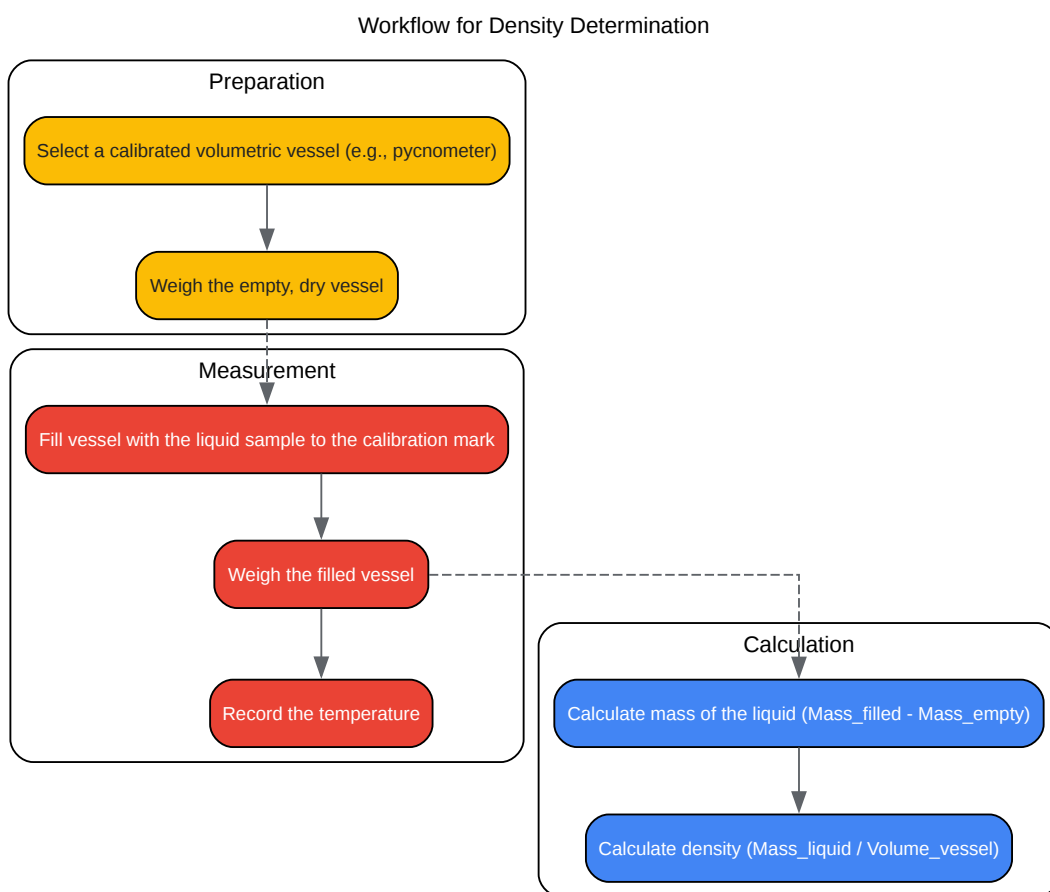 Workflow for Density Determination
Preparation
Select a calibrated volumetric vessel (e.g., pycnometer)
Weigh the empty, dry vessel
Measurement
Fill vessel with the liquid sample to the calibration mark
Weigh the filled vessel
Record the temperature
Calculation
Calculate mass of the liquid (Mass_filled - Mass_empty)
Calculate density (Mass_liquid / Volume_vessel)